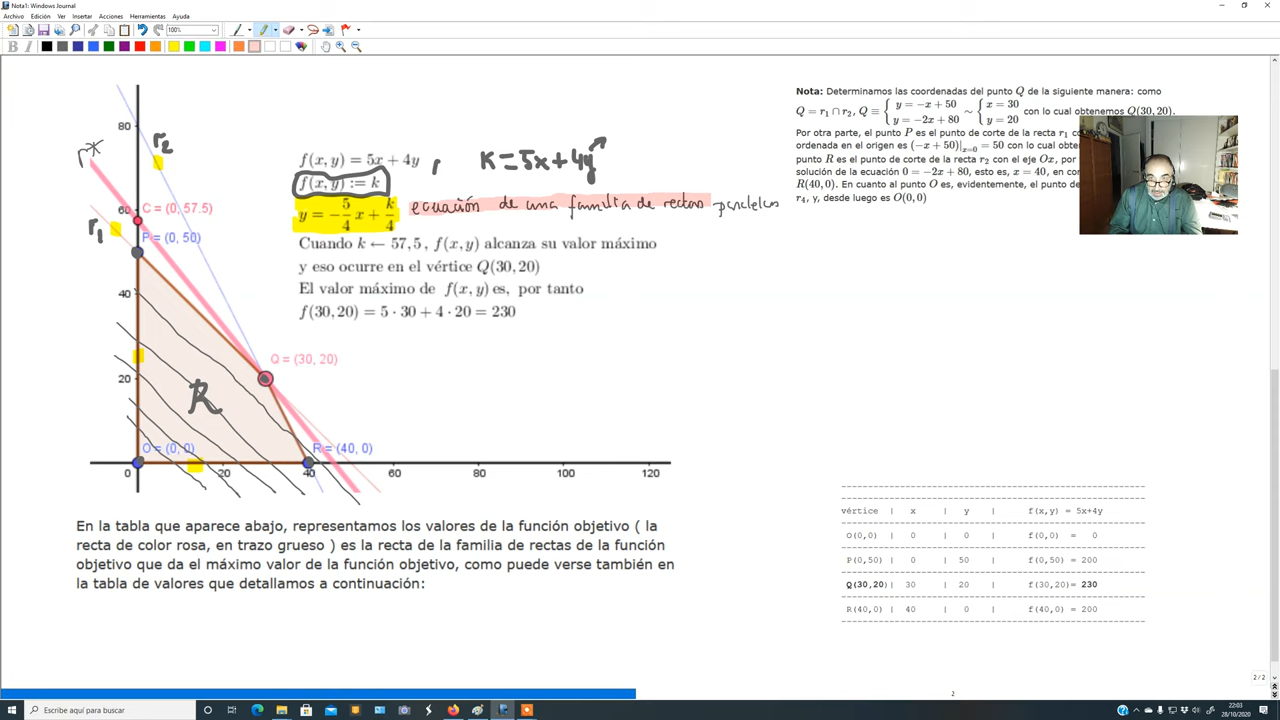 Nota1: Windows Journal
Archivo Edición Ver Insertar Acciones Herramientas Ayuda
100%
B I
Nota: Determinamos las coordenadas del punto Q de la siguiente manera: como
Q = r₁ ∩ r₂, Q ≡ { y = −x + 50 y = −2x + 80 ∼ { x = 30 y = 20 con lo cual obtenemos Q(30, 20).
Por otra parte, el punto P es el punto de corte de la recta r₁
ordenada en el origen es (−x + 50)|ₓ₌₀ = 50 con lo cual
punto R es el punto de corte de la recta r₂ con el eje Ox, por
solución de la ecuación 0 = −2x + 80, esto es, x = 40, en
R(40, 0). En cuanto al punto O es, evidentemente, el punto de
r₄, y, desde luego es O(0, 0)
r*
r₂
r₁
80
60
40
20
0
20
40
60
80
100
120
C = (0, 57.5)
P = (0, 50)
Q = (30, 20)
O = (0, 0)
R = (40, 0)
R
f(x, y) = 5x + 4y
K = 5x + 4y
f(x, y) := k
y = −5/4 x + k/4 ecuación de una familia de rectas paralelas
Cuando k ← 57,5 , f(x, y) alcanza su valor máximo
y eso ocurre en el vértice Q(30, 20)
El valor máximo de f(x, y) es, por tanto
f(30, 20) = 5 · 30 + 4 · 20 = 230
En la tabla que aparece abajo, representamos los valores de la función objetivo ( la
recta de color rosa, en trazo grueso ) es la recta de la familia de rectas de la función
objetivo que da el máximo valor de la función objetivo, como puede verse también en
la tabla de valores que detallamos a continuación:
vértice | x | y | f(x,y) = 5x+4y
O(0,0) | 0 | 0 | f(0,0) = 0
P(0,50) | 0 | 50 | f(0,50) = 200
Q(30,20)| 30 | 20 | f(30,20)= 230
R(40,0) | 40 | 0 | f(40,0) = 200
2/2
2
Escribe aquí para buscar
22:03
28/10/2020